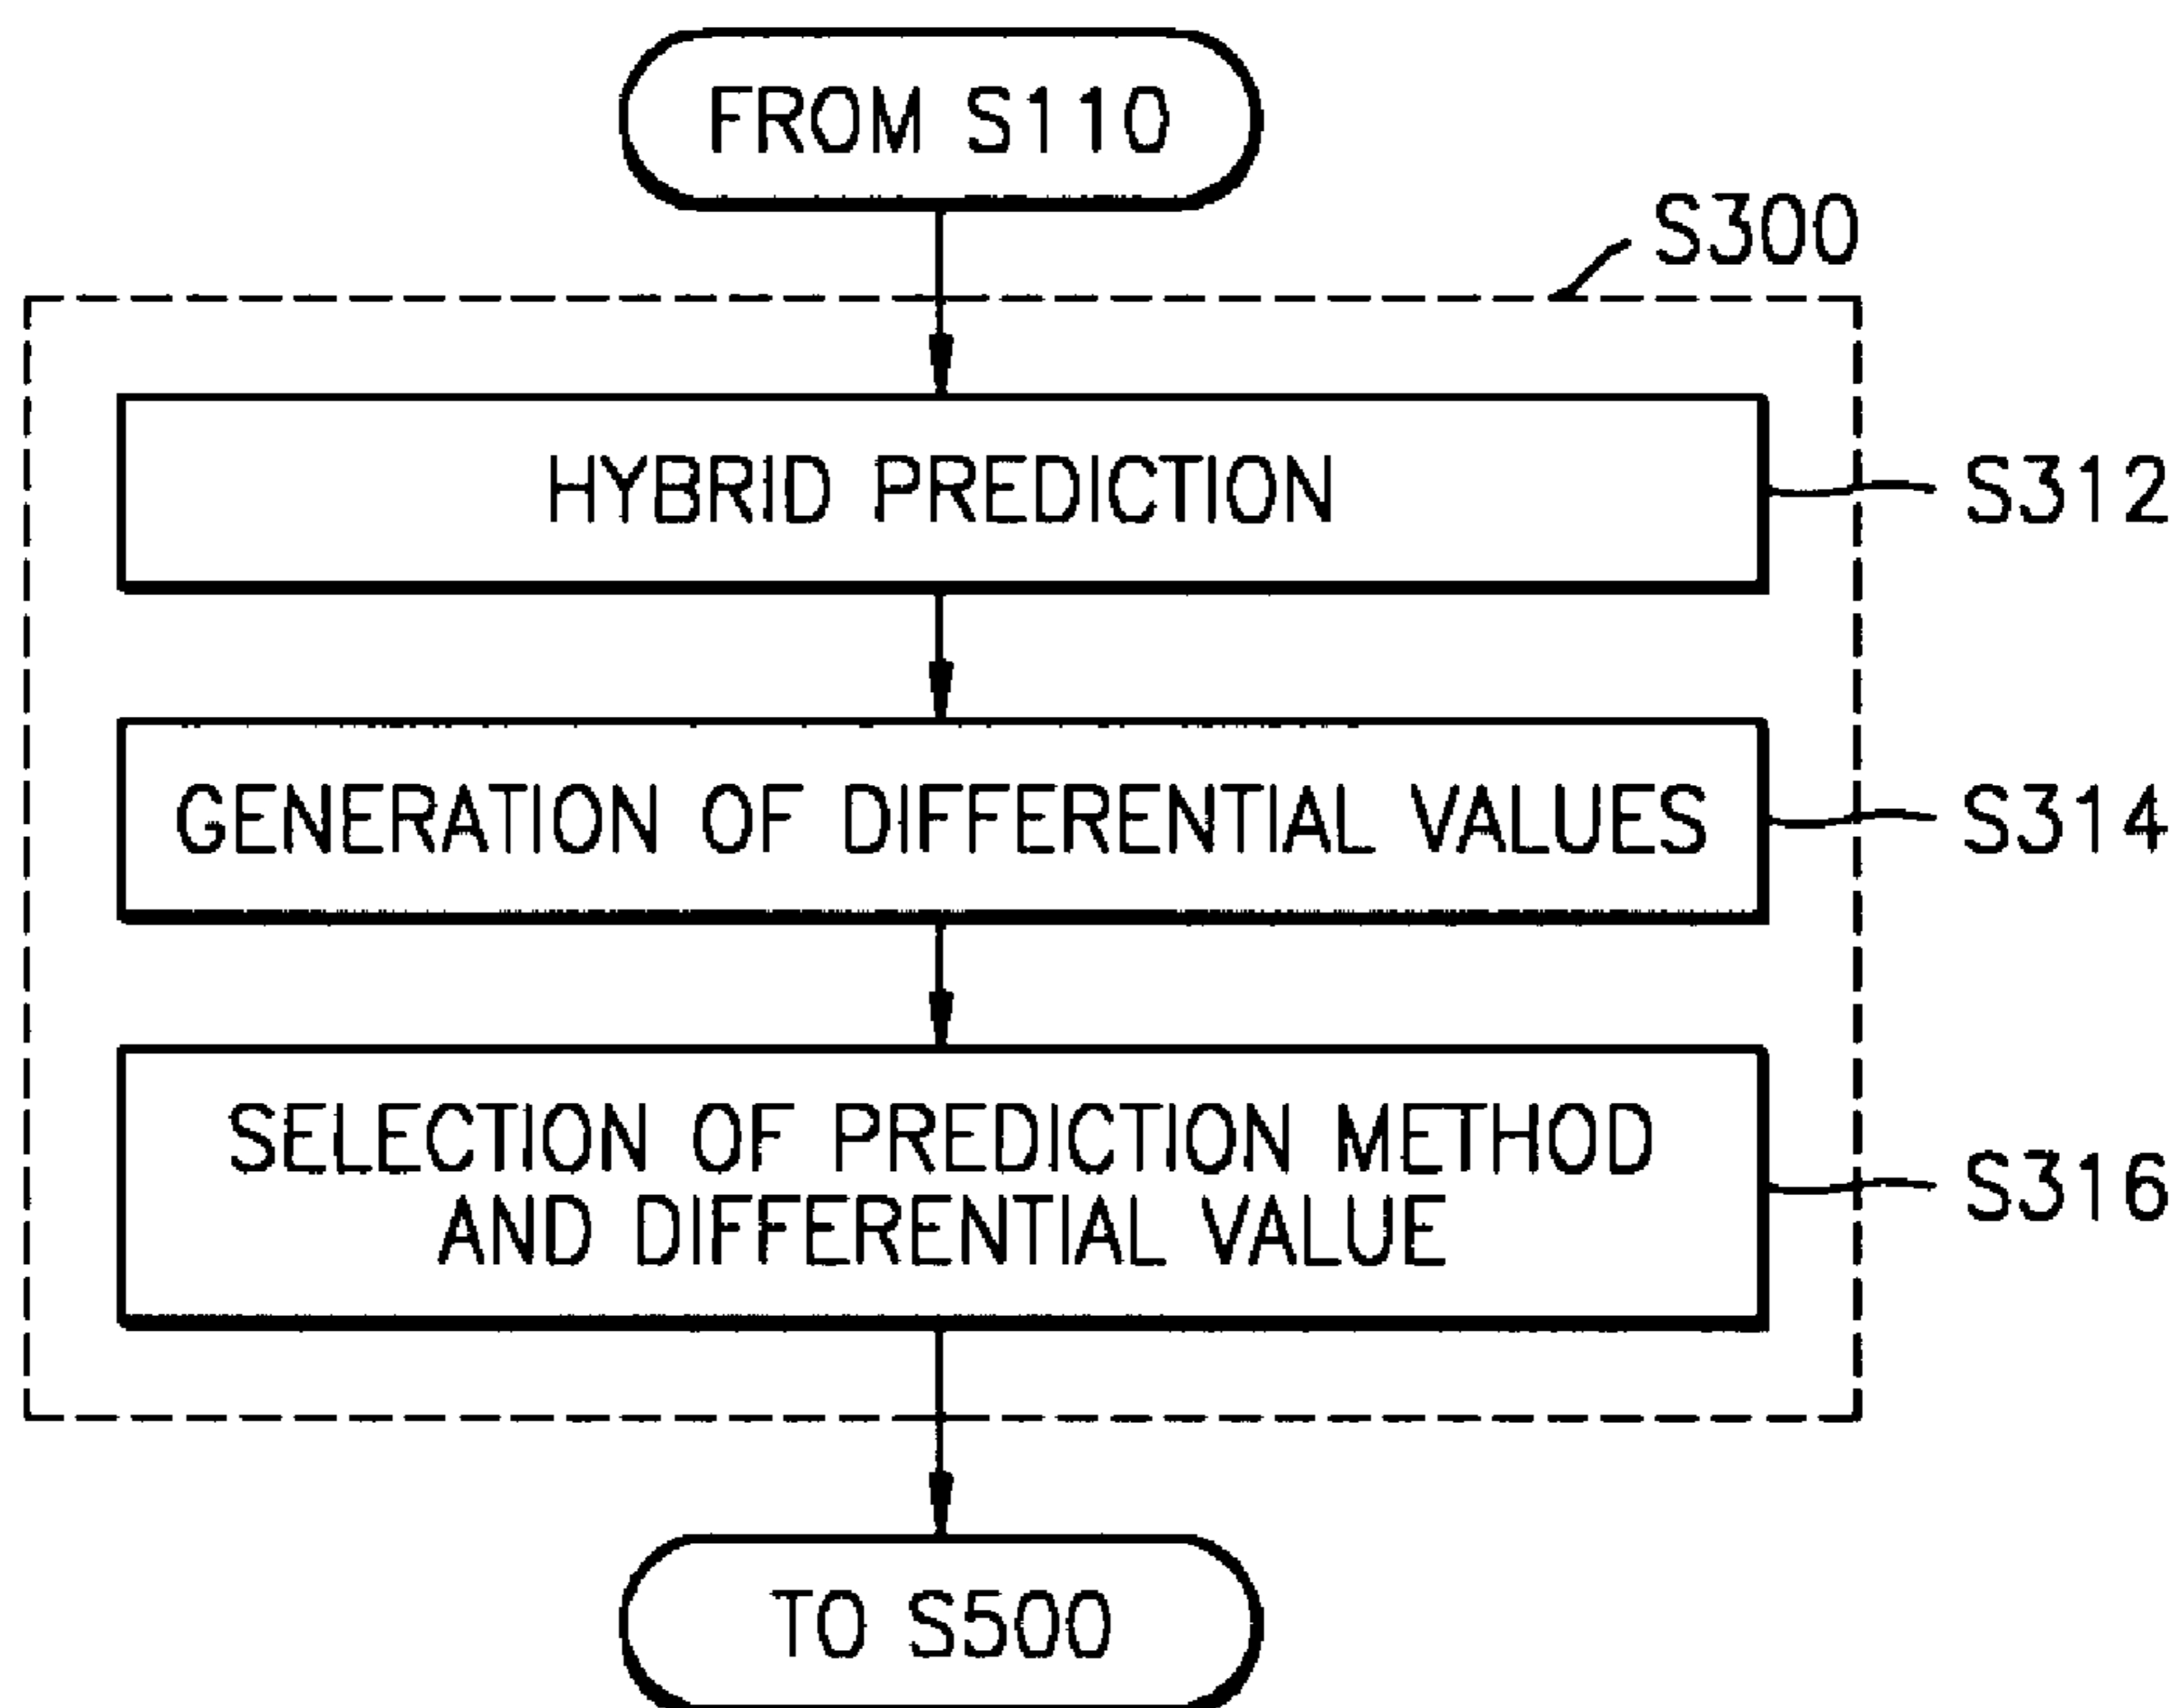 FROM S110
S300
HYBRID PREDICTION
S312
GENERATION OF DIFFERENTIAL VALUES
S314
SELECTION OF PREDICTION METHOD
AND DIFFERENTIAL VALUE
S316
TO S500